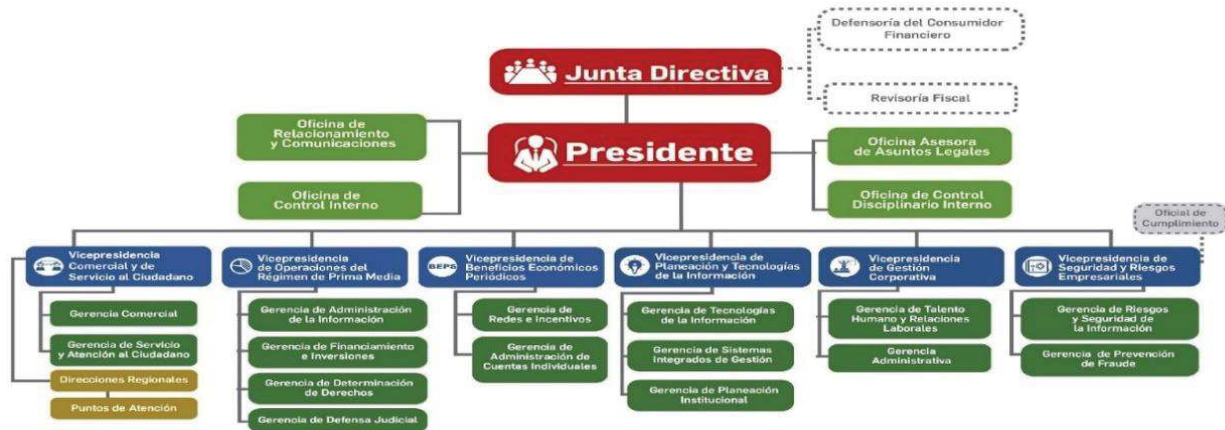 Defensoría del Consumidor
Financiero
Junta Directiva
Revisoría Fiscal
Oficina de
Relacionamiento
y Comunicaciones
Presidente
Oficina Asesora
de Asuntos Legales
Oficina de
Control Interno
Oficina de Control
Disciplinario Interno
Oficial de
Cumplimiento
Vicepresidencia
Comercial y de
Servicio al Ciudadano
Vicepresidencia
de Operaciones del
Régimen de Prima Media
BEPS
Vicepresidencia de
Beneficios Económicos
Periódicos
Vicepresidencia
de Planeación y Tecnologías
de la Información
Vicepresidencia
de Gestión
Corporativa
Vicepresidencia de
Seguridad y Riesgos
Empresariales
Gerencia Comercial
Gerencia de Servicio
y Atención al Ciudadano
Direcciones Regionales
Puntos de Atención
Gerencia de Administración
de la Información
Gerencia de Financiamiento
e Inversiones
Gerencia de Determinación
de Derechos
Gerencia de Defensa Judicial
Gerencia de
Redes e Incentivos
Gerencia de
Administración de
Cuentas Individuales
Gerencia de Tecnologías
de la Información
Gerencia de Sistemas
Integrados de Gestión
Gerencia de Planeación
Institucional
Gerencia de Talento
Humano y Relaciones
Laborales
Gerencia
Administrativa
Gerencia de Riesgos
y Seguridad de
la Información
Gerencia de Prevención
de Fraude